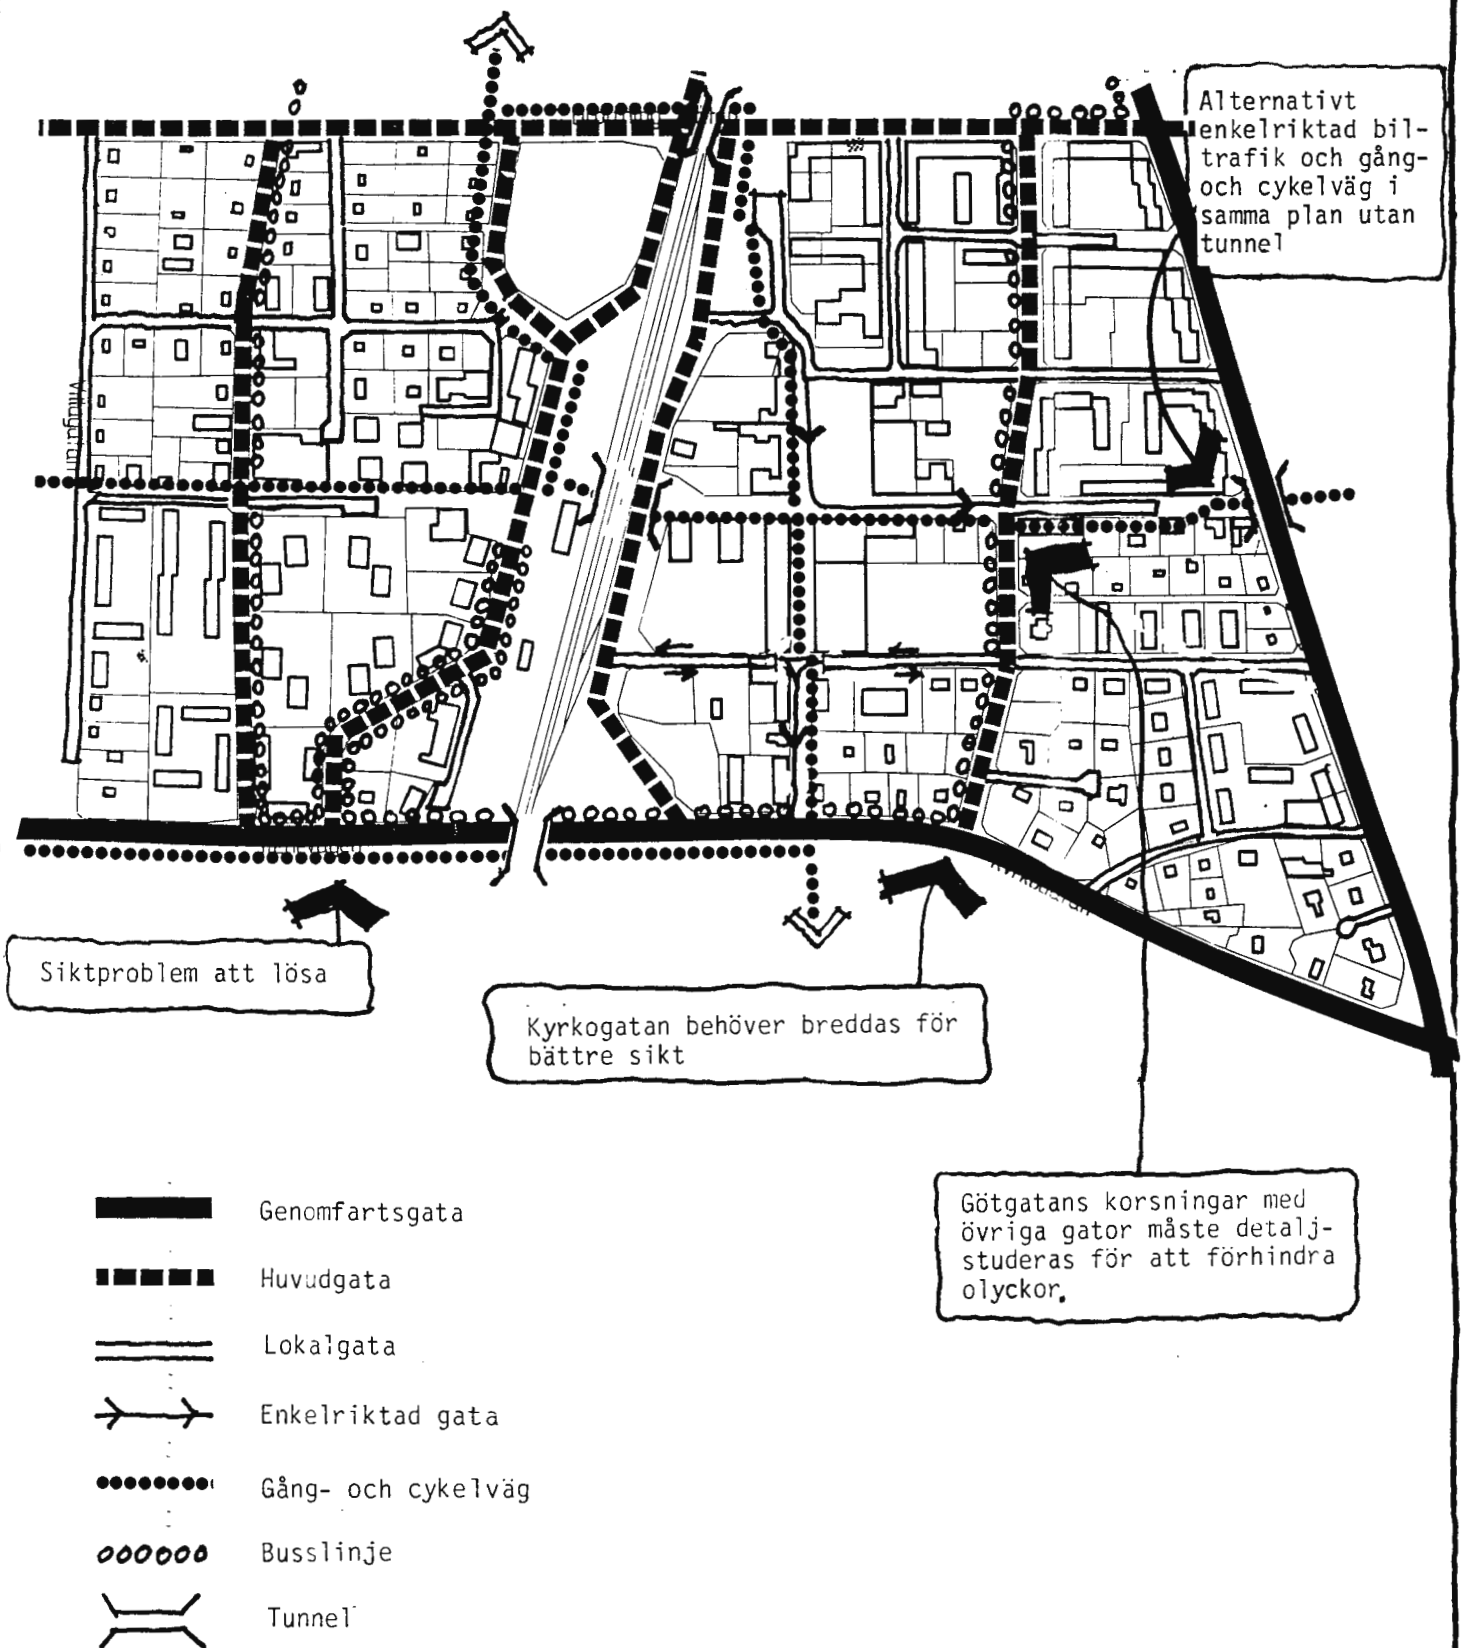 Alternativt
enkelriktad bil-
trafik och gång-
och cykelväg i
samma plan utan
tunnel
Villagatan
Kyrkogatan
Siktproblem att lösa
Kyrkogatan behöver breddas för
bättre sikt
Götgatans korsningar med
övriga gator måste detalj-
studeras för att förhindra
olyckor.
Genomfartsgata
Huvudgata
Lokalgata
Enkelriktad gata
Gång- och cykelväg
Busslinje
Tunnel